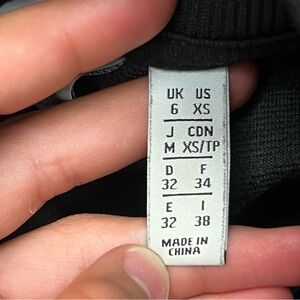 UK US
6 XS
J CDN
M XS/TP
D F
32 34
E I
32 38
MADE IN
CHINA